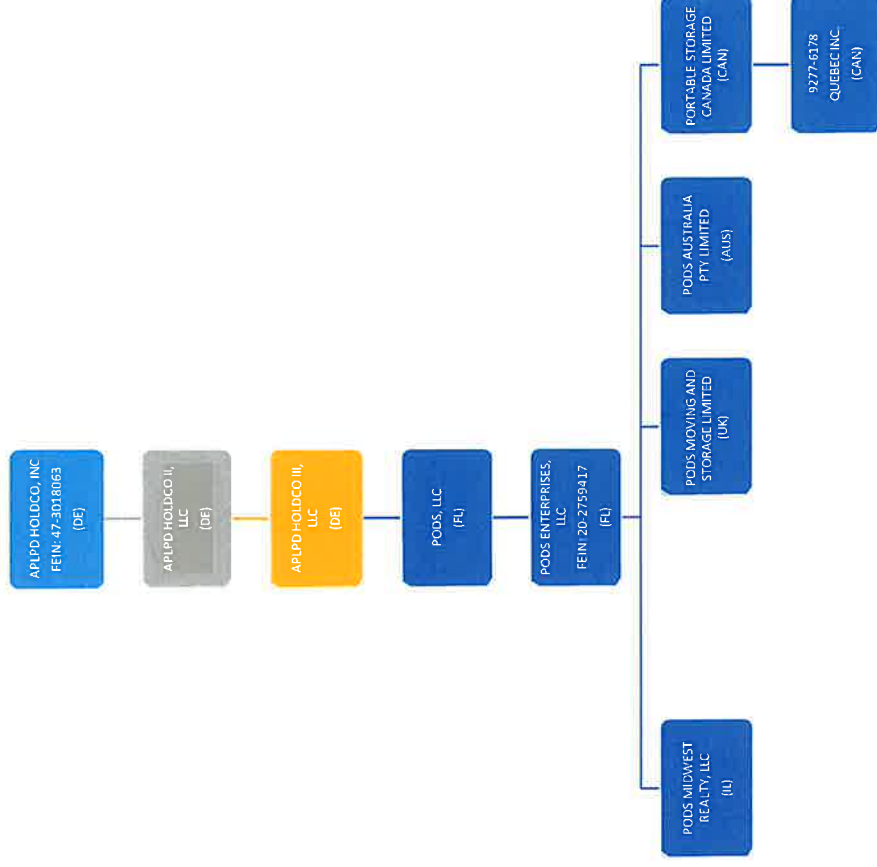 APLPD HOLDCO, INC
FEIN: 47-3018063
(DE)
APLPD HOLDCO II,
LLC
(DE)
APLPD HOLDCO III,
LLC
(DE)
PODS, LLC
(FL)
PODS ENTERPRISES,
LLC
FEIN: 20-2759417
(FL)
PODS MIDWEST
REALTY, LLC
(IL)
PODS MOVING AND
STORAGE LIMITED
(UK)
PODS AUSTRALIA
PTY LIMITED
(AUS)
PORTABLE STORAGE
CANADA LIMITED
(CAN)
9277-6178
QUEBEC INC.
(CAN)